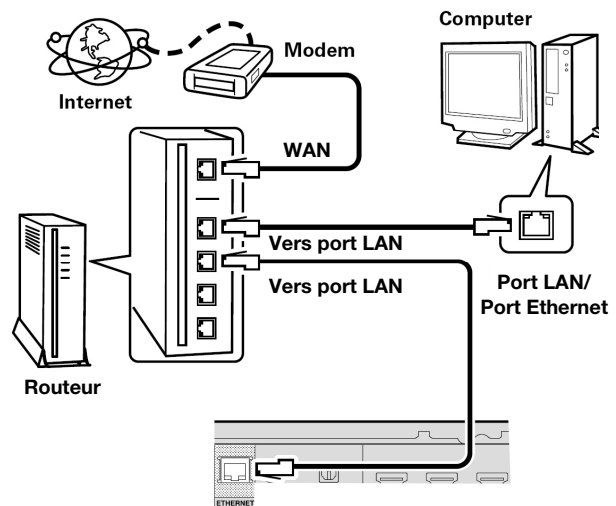 Computer
Modem
Internet
WAN
Vers port LAN
Vers port LAN
Port LAN/
Port Ethernet
Routeur
ETHERNET